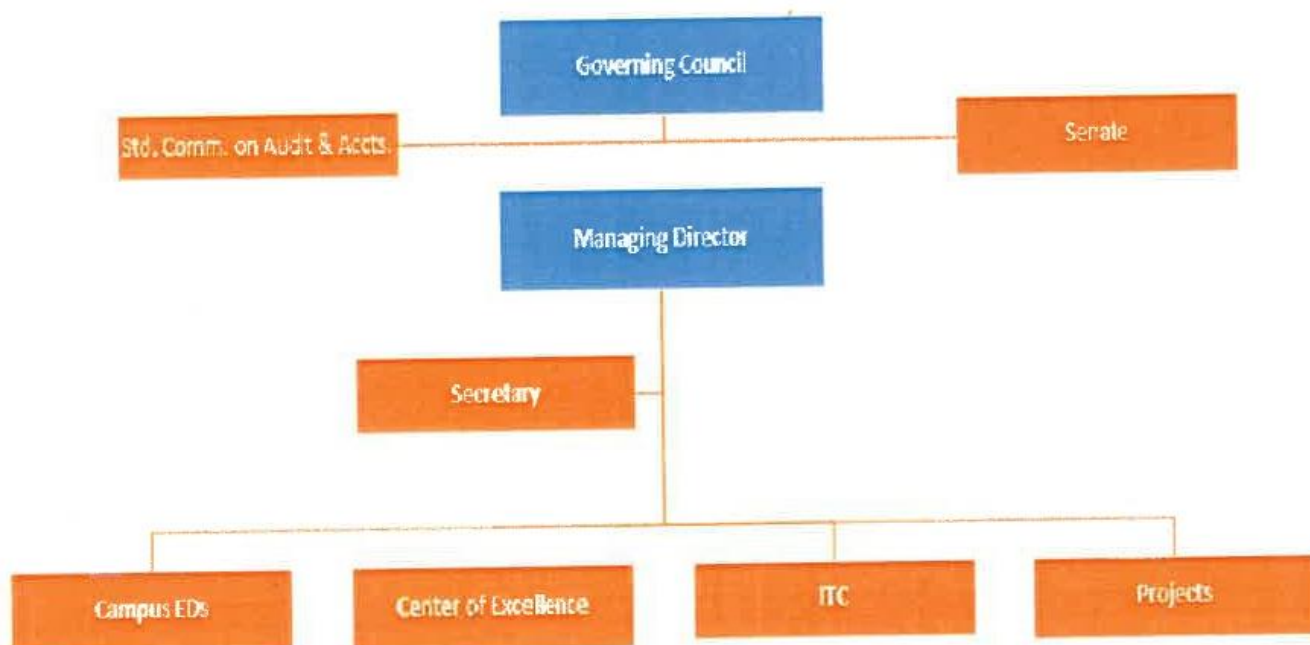 Governing Council
Std. Comm. on Audit & Accts.
Senate
Managing Director
Secretary
Campus EDs
Center of Excellence
ITC
Projects